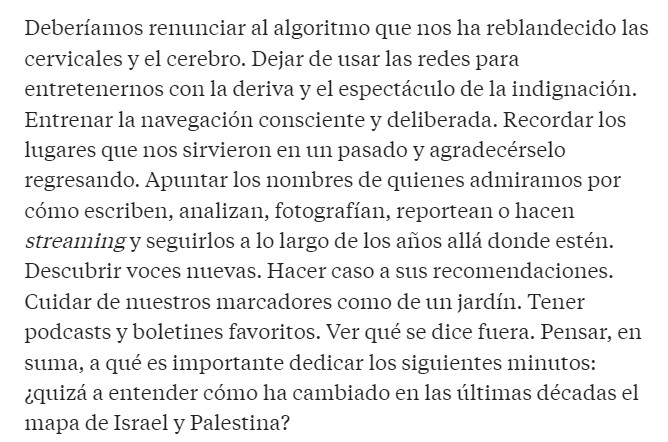 Deberíamos renunciar al algoritmo que nos ha reblandecido las
cervicales y el cerebro. Dejar de usar las redes para
entretenernos con la deriva y el espectáculo de la indignación.
Entrenar la navegación consciente y deliberada. Recordar los
lugares que nos sirvieron en un pasado y agradecérselo
regresando. Apuntar los nombres de quienes admiramos por
cómo escriben, analizan, fotografían, reportean o hacen
streaming y seguirlos a lo largo de los años allá donde estén.
Descubrir voces nuevas. Hacer caso a sus recomendaciones.
Cuidar de nuestros marcadores como de un jardín. Tener
podcasts y boletines favoritos. Ver qué se dice fuera. Pensar, en
suma, a qué es importante dedicar los siguientes minutos:
¿quizá a entender cómo ha cambiado en las últimas décadas el
mapa de Israel y Palestina?